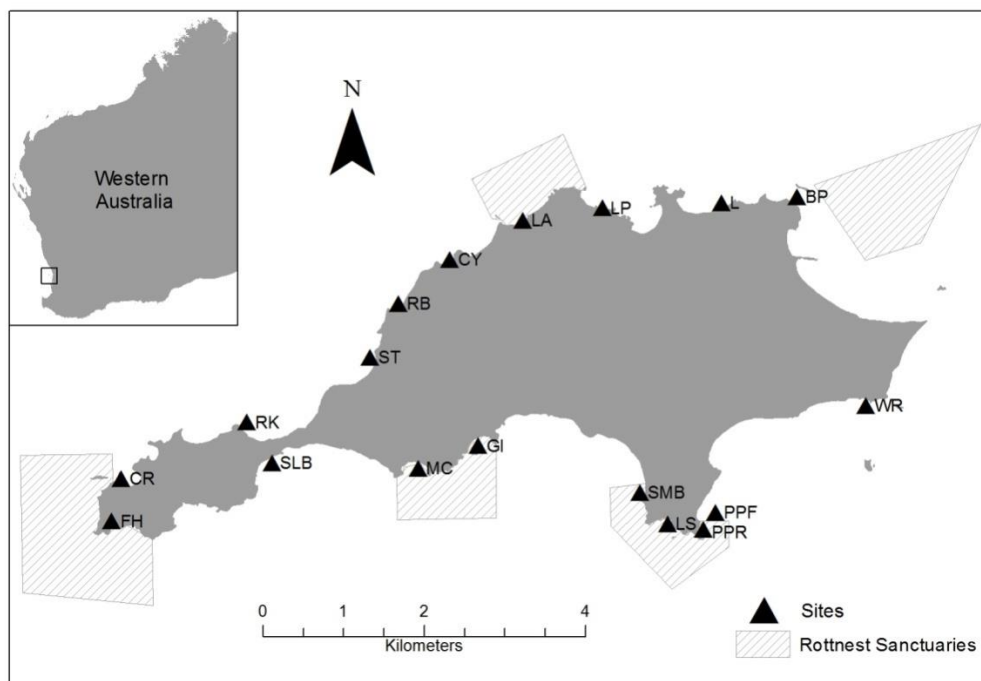 Western
Australia
N
LA
LP
L
BP
CY
RB
ST
WR
RK
GI
SLB
MC
CR
SMB
FH
LS
PPF
PPR
0 1 2 4
Kilometers
Sites
Rottnest Sanctuaries